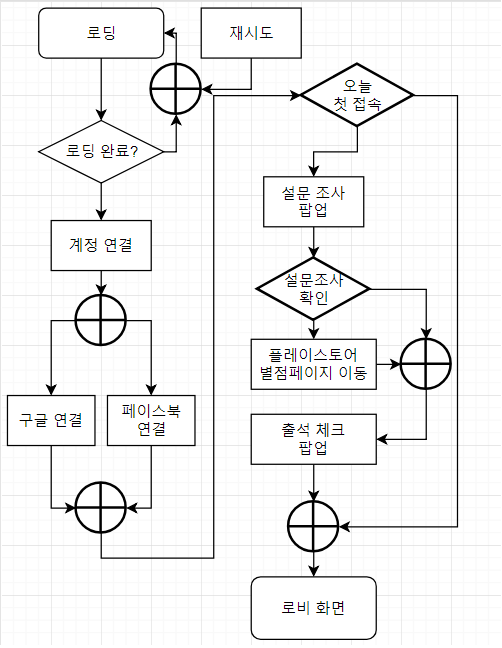 로딩
재시도
로딩 완료?
계정 연결
구글 연결
페이스북
연결
오늘
첫 접속
설문 조사
팝업
설문조사
확인
플레이스토어
별점페이지 이동
출석 체크
팝업
로비 화면